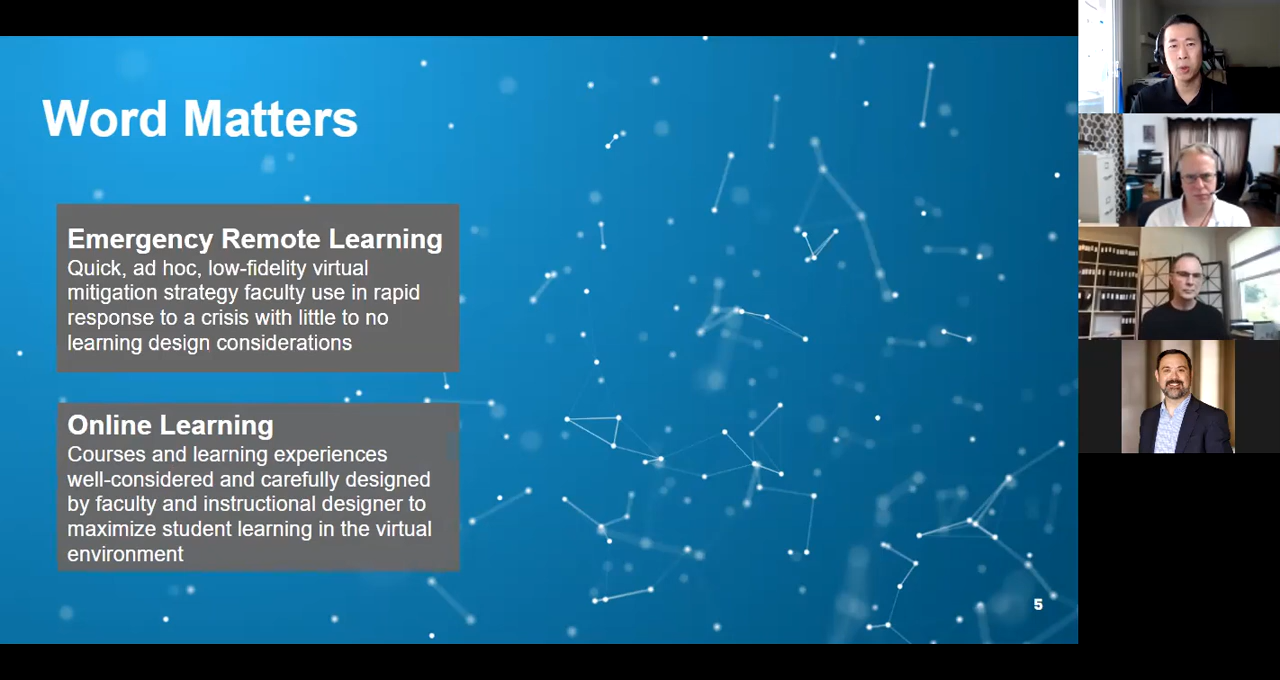 Word Matters
Emergency Remote Learning
Quick, ad hoc, low-fidelity virtual
mitigation strategy faculty use in rapid
response to a crisis with little to no
learning design considerations
Online Learning
Courses and learning experiences
well-considered and carefully designed
by faculty and instructional designer to
maximize student learning in the virtual
environment
5